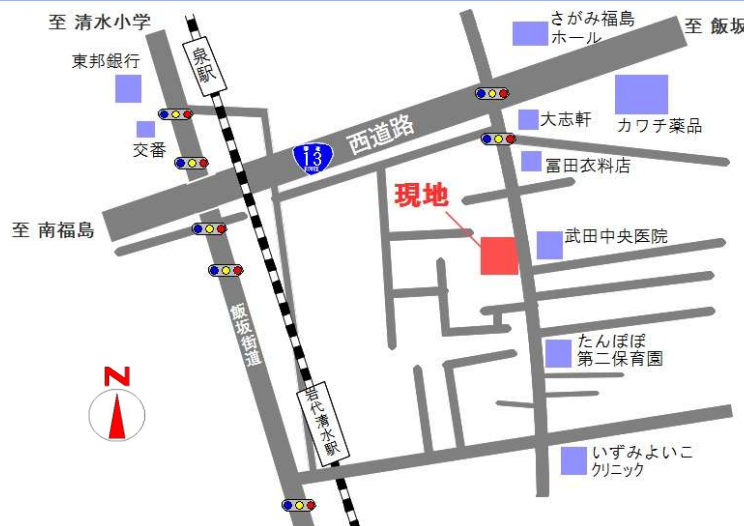 至 清水小学
東邦銀行
交番
泉駅
さがみ福島
ホール
至 飯坂
カワチ薬品
大志軒
冨田衣料店
西道路
13
現地
至 南福島
武田中央医院
飯坂街道
たんぽぽ
第二保育園
N
岩代清水駅
いずみよいこ
クリニック